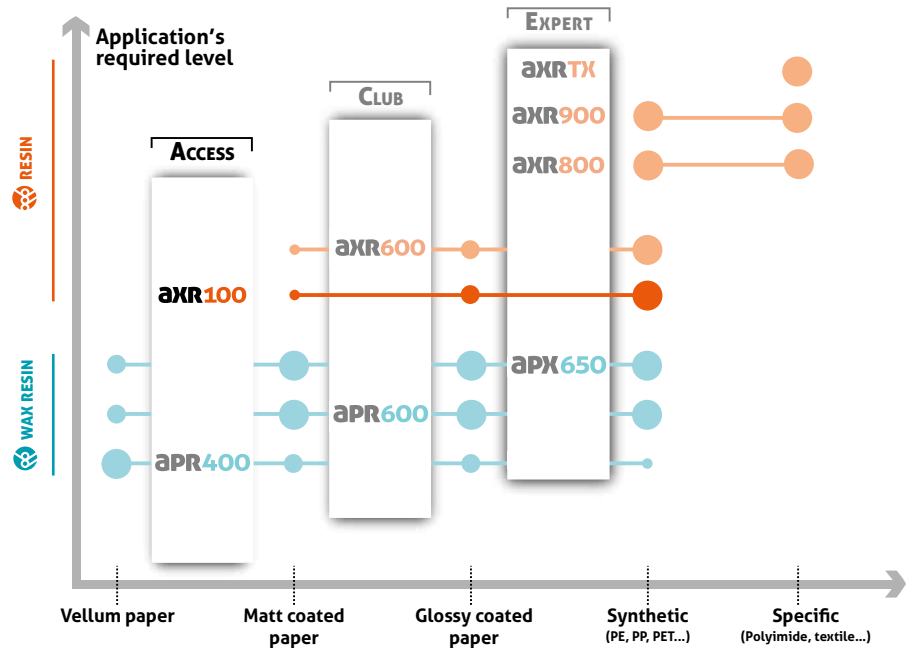 Application's
required level
EXPERT
CLUB
ACCESS
aXRTX
aXR900
aXR800
aXR600
aXR100
aPX650
aPR600
aPR400
RESIN
WAX RESIN
Vellum paper
Matt coated
paper
Glossy coated
paper
Synthetic
(PE, PP, PET...)
Specific
(Polyimide, textile...)